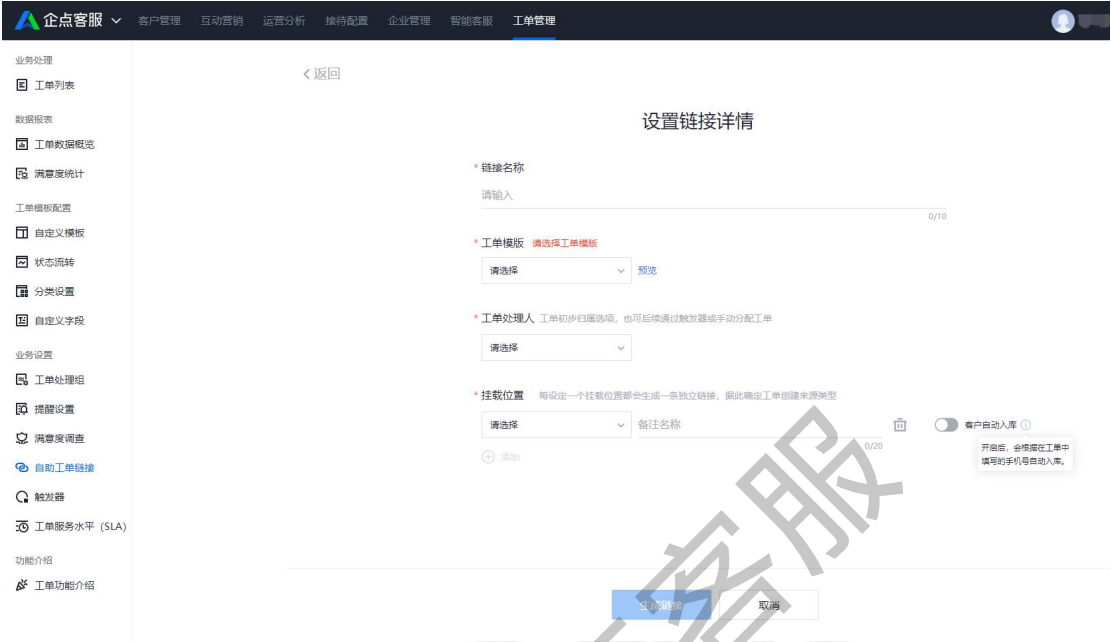 企点客服 客户管理 互动营销 运营分析 接待配置 企业管理 智能客服 工单管理
业务处理
工单列表
数据报表
工单数据概览
满意度统计
工单模板配置
自定义模板
状态流转
分类设置
自定义字段
业务设置
工单处理组
提醒设置
满意度调查
自助工单链接
触发器
工单服务水平（SLA）
功能介绍
工单功能介绍
返回
设置链接详情
* 链接名称
请输入
0/10
* 工单模版 请选择工单模版
请选择 预览
* 工单处理人 工单初步归属选项，也可后续通过触发器或手动分配工单
请选择
* 挂载位置 每设定一个挂载位置都会生成一条独立链接，据此确定工单创建来源类型
请选择 备注名称 客户自动入库
0/20
添加
开启后，会根据在工单中
填写的手机号自动入库。
生成链接 取消
客服